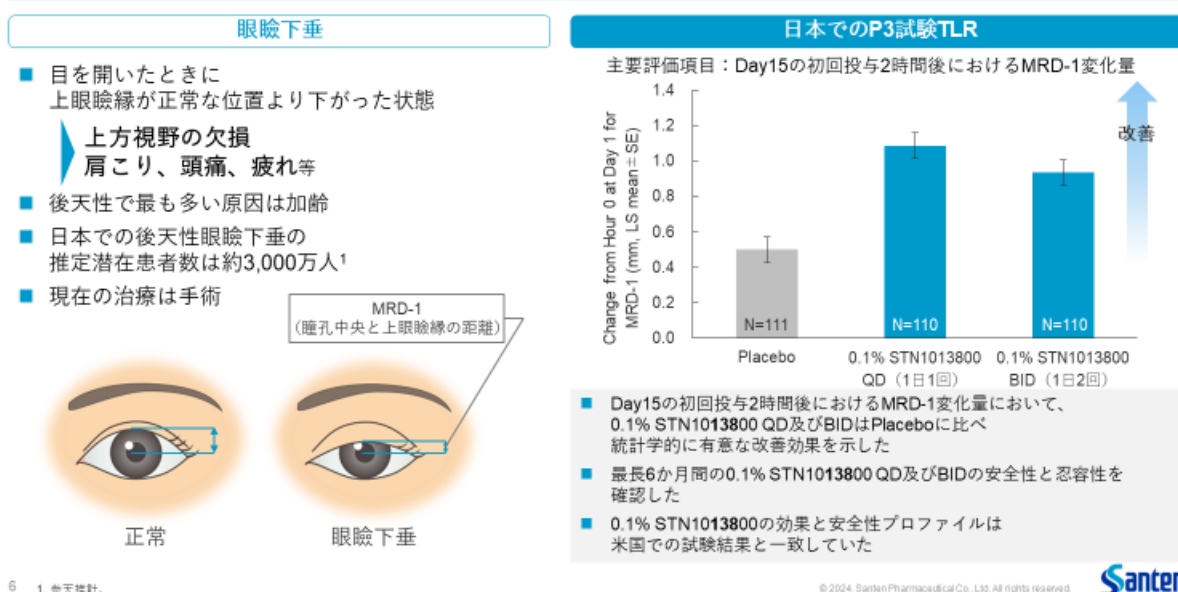 眼瞼下垂
目を開いたときに
上眼瞼縁が正常な位置より下がった状態
上方視野の欠損
肩こり、頭痛、疲れ等
後天性で最も多い原因は加齢
日本での後天性眼瞼下垂の
推定潜在患者数は約3,000万人1
現在の治療は手術
MRD-1
（瞳孔中央と上眼瞼縁の距離）
正常
眼瞼下垂
日本でのP3試験TLR
主要評価項目：Day15の初回投与2時間後におけるMRD-1変化量
Change from Hour 0 at Day 1 for
MRD-1 (mm, LS mean ± SE)
1.4
1.2
1.0
0.8
0.6
0.4
0.2
0.0
改善
N=111
N=110
N=110
Placebo
0.1% STN1013800
QD（1日1回）
0.1% STN1013800
BID（1日2回）
Day15の初回投与2時間後におけるMRD-1変化量において、
0.1% STN1013800 QD及びBIDはPlaceboに比べ
統計学的に有意な改善効果を示した
最長6か月間の0.1% STN1013800 QD及びBIDの安全性と忍容性を
確認した
0.1% STN1013800の効果と安全性プロファイルは
米国での試験結果と一致していた
6
1. 参天推計。
© 2024. Santen Pharmaceutical Co., Ltd. All rights reserved.
Santen